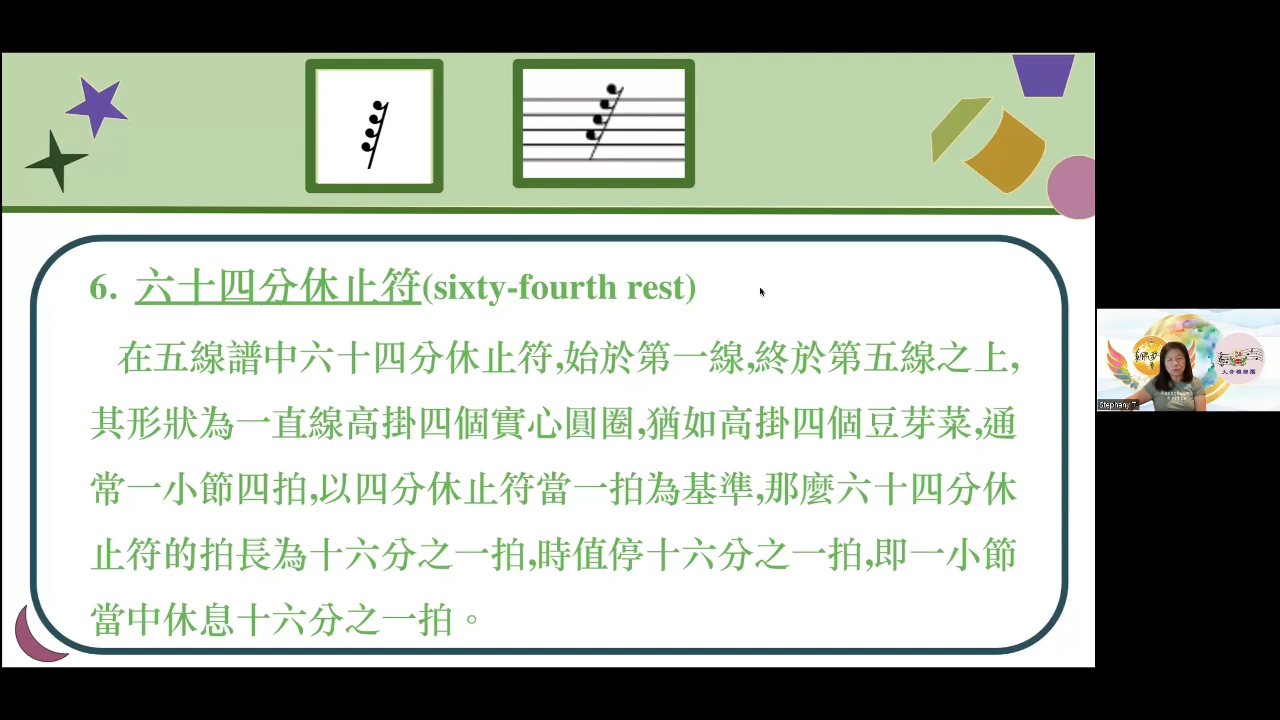 6. 六十四分休止符(sixty-fourth rest)
在五線譜中六十四分休止符,始於第一線,終於第五線之上,
其形狀為一直線高掛四個實心圓圈,猶如高掛四個豆芽菜,通
常一小節四拍,以四分休止符當一拍為基準,那麼六十四分休
止符的拍長為十六分之一拍,時值停十六分之一拍,即一小節
當中休息十六分之一拍。